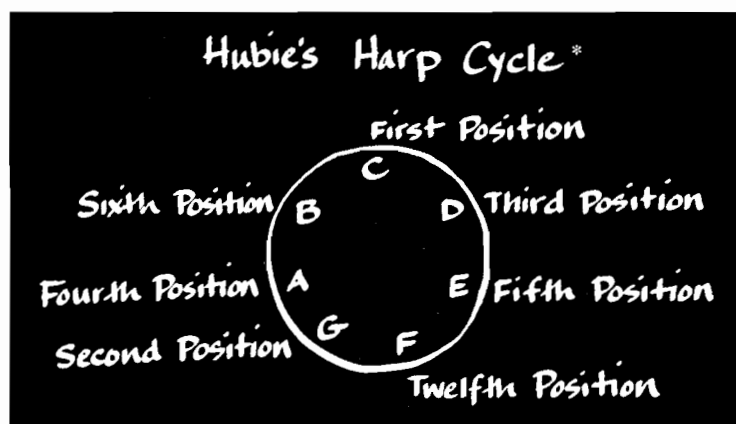 Hubie's Harp Cycle*
First Position
C
Sixth Position B D Third Position
Fourth Position A E Fifth Position
Second Position G F
Twelfth Position